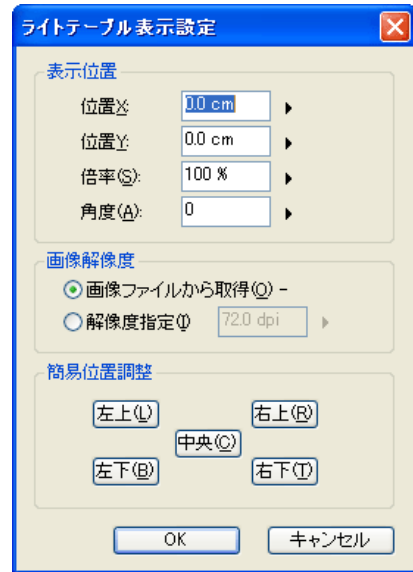 ライトテーブル表示設定
表示位置
位置X: 0.0 cm
位置Y: 0.0 cm
倍率(S): 100 %
角度(A): 0
画像解像度
画像ファイルから取得(O) -
解像度指定(I) 72.0 dpi
簡易位置調整
左上(L) 右上(R)
中央(C)
左下(B) 右下(T)
OK キャンセル